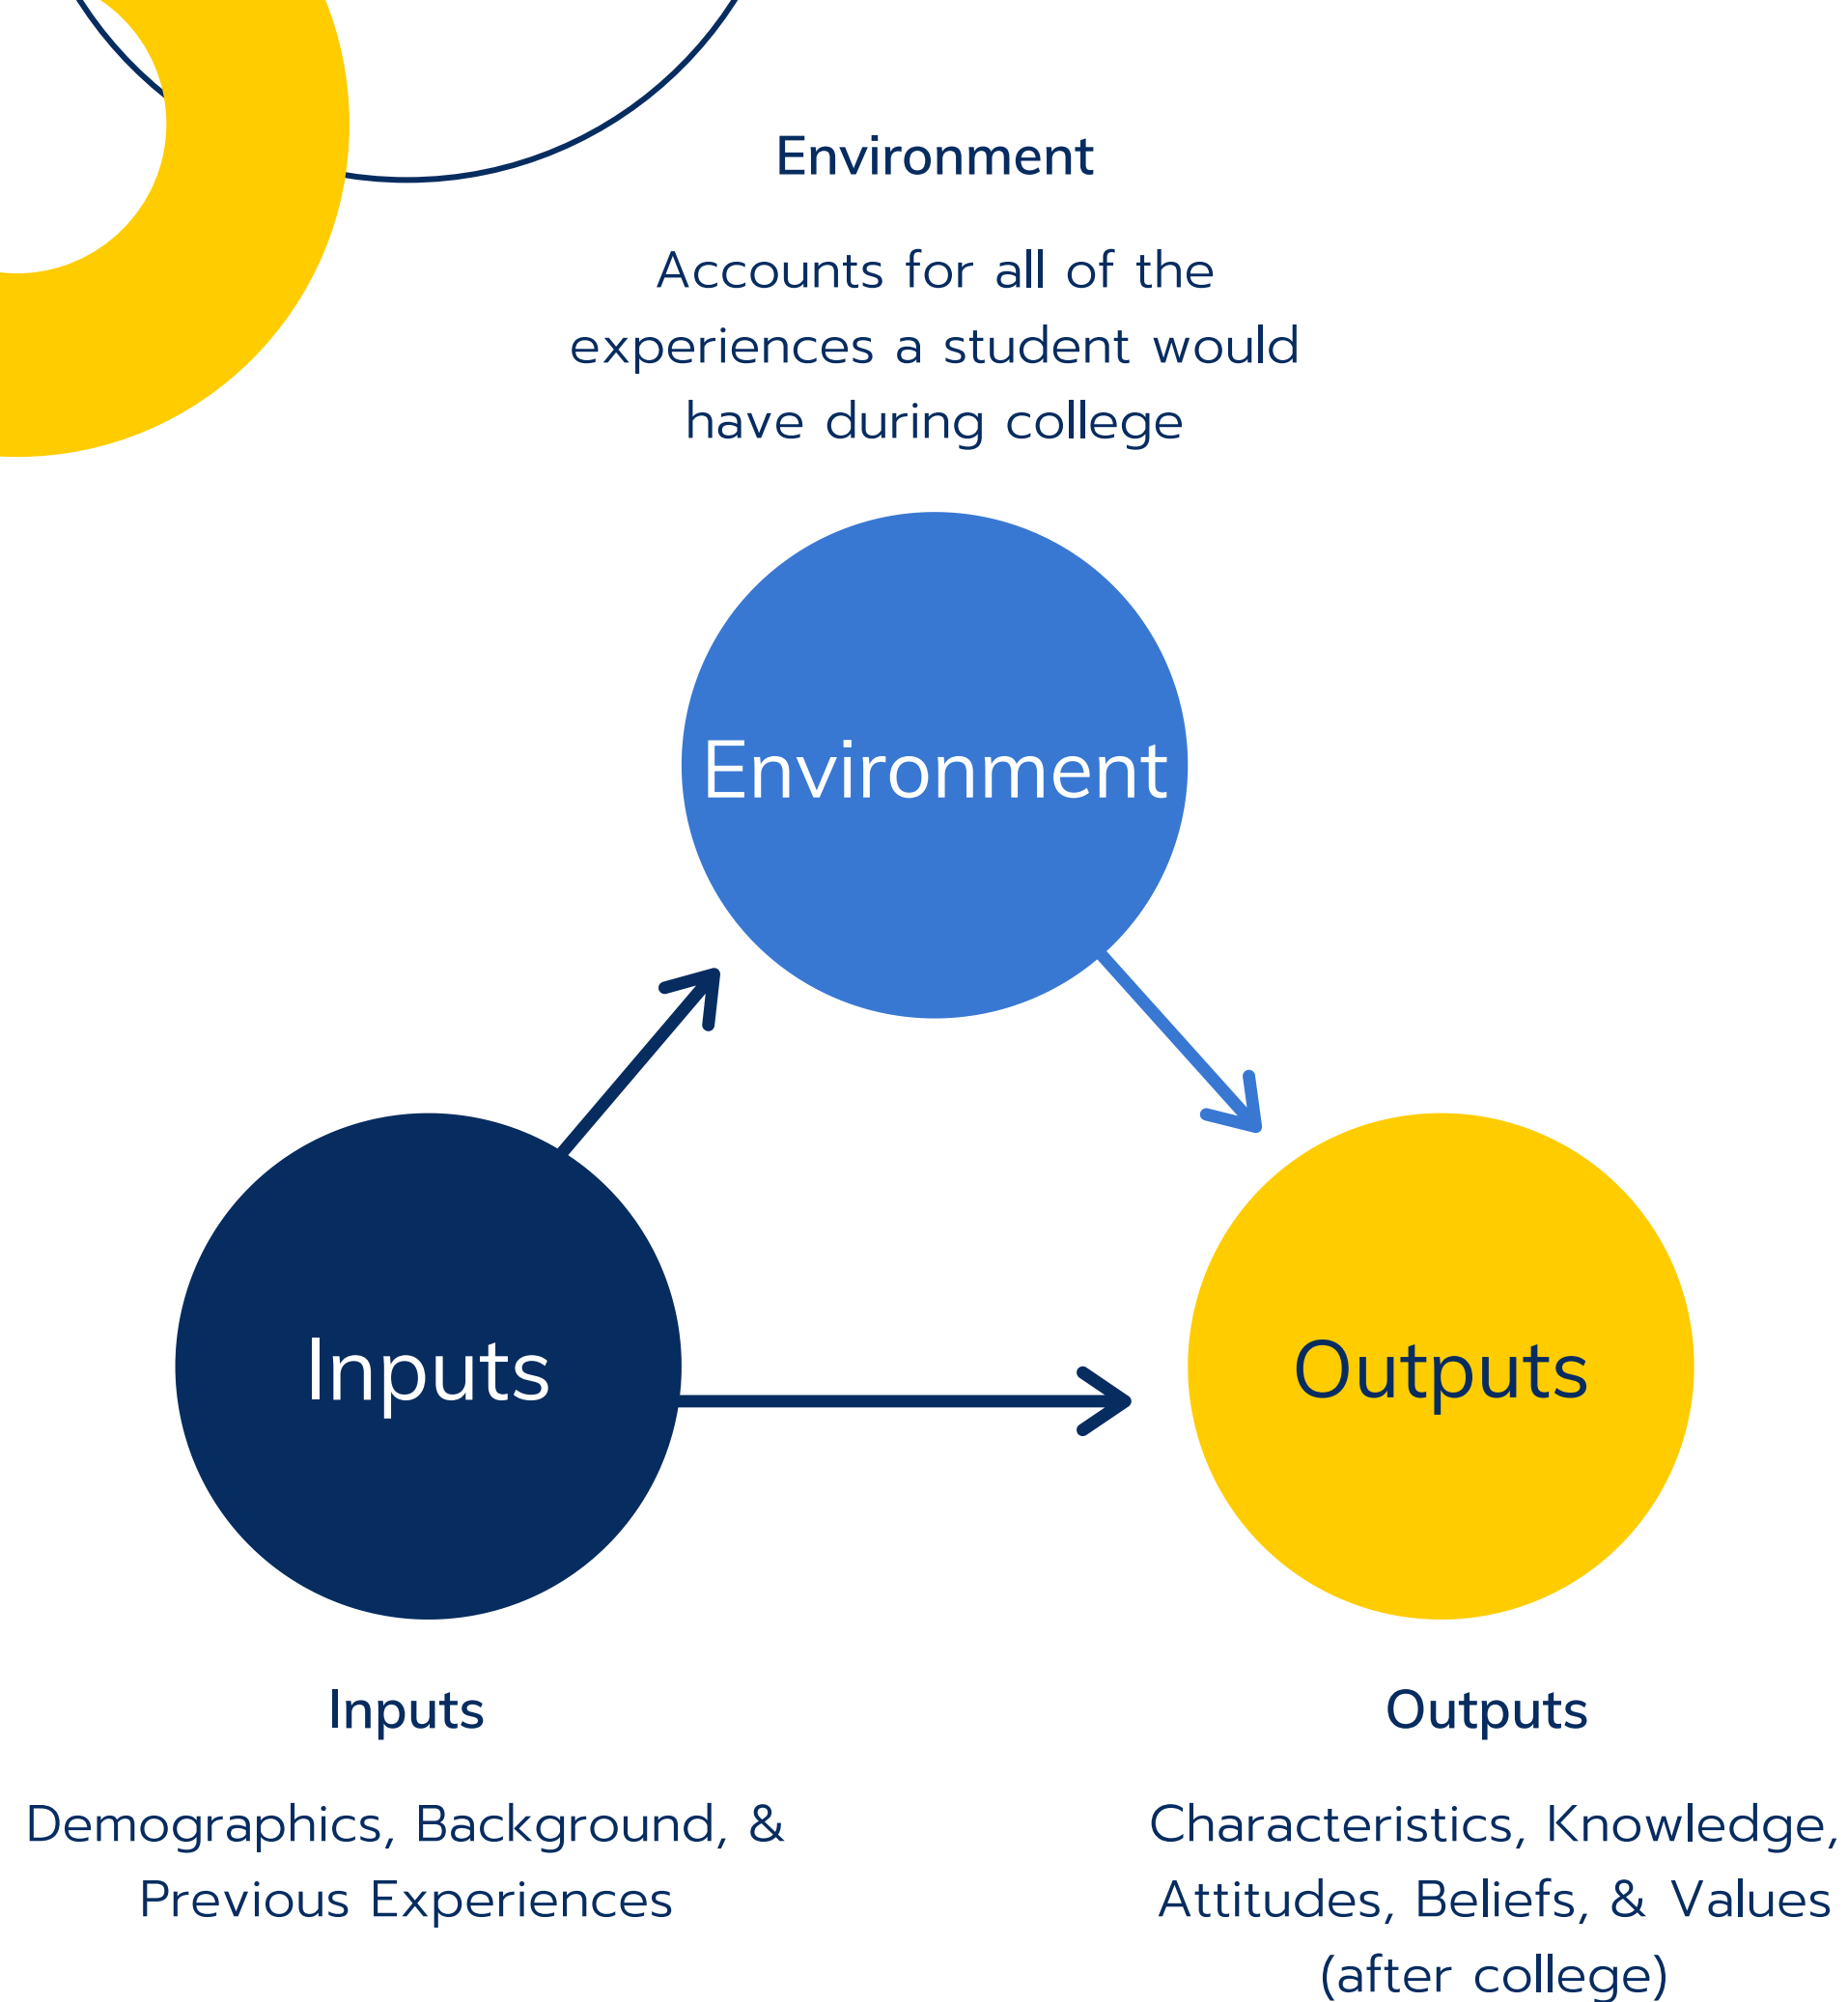 Environment
Accounts for all of the
experiences a student would
have during college
Environment
Inputs
Outputs
Inputs
Demographics, Background, &
Previous Experiences
Outputs
Characteristics, Knowledge,
Attitudes, Beliefs, & Values
(after college)